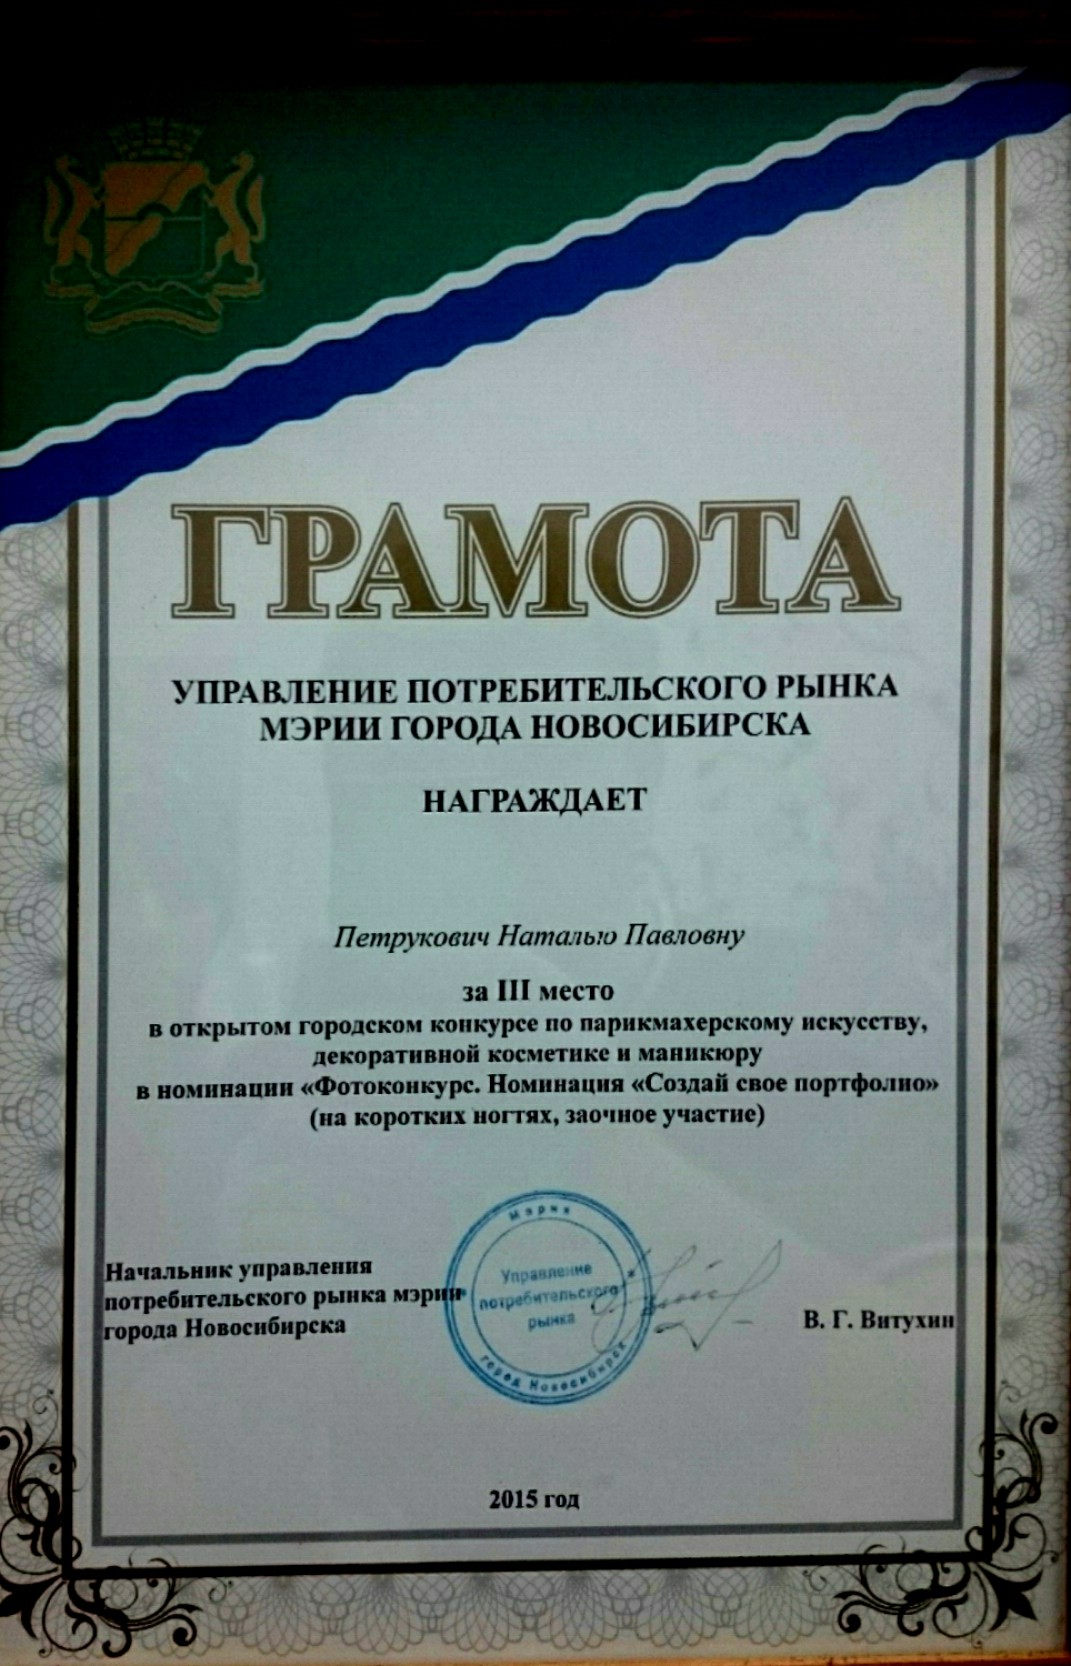 ГРАМОТА
УПРАВЛЕНИЕ ПОТРЕБИТЕЛЬСКОГО РЫНКА
МЭРИИ ГОРОДА НОВОСИБИРСКА
НАГРАЖДАЕТ
Петрукович Наталью Павловну
за III место
в открытом городском конкурсе по парикмахерскому искусству,
декоративной косметике и маникюру
в номинации «Фотоконкурс. Номинация «Создай свое портфолио»
(на коротких ногтях, заочное участие)
Начальник управления
потребительского рынка мэрии
города Новосибирска
Мэрия
Управление
потребительского
рынка
город Новосибирск
В. Г. Витухин
2015 год